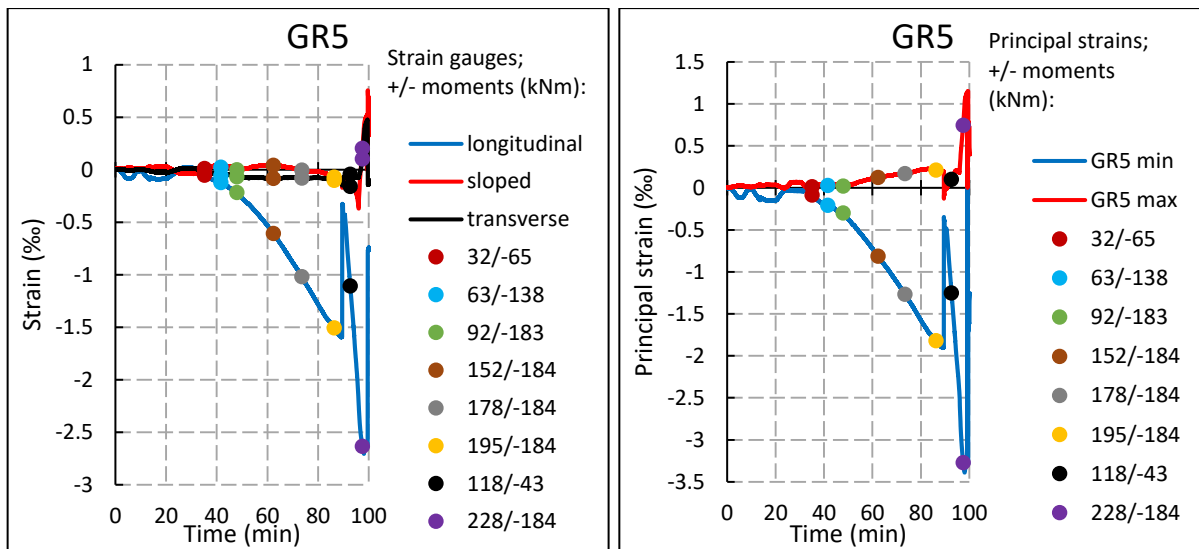 GR5
Strain gauges;
+/- moments (kNm):
longitudinal
sloped
transverse
32/-65
63/-138
92/-183
152/-184
178/-184
195/-184
118/-43
228/-184
1
0.5
0
-0.5
-1
-1.5
-2
-2.5
-3
Strain (‰)
0 20 40 60 80 100
Time (min)
GR5
Principal strains;
+/- moments
(kNm):
GR5 min
GR5 max
32/-65
63/-138
92/-183
152/-184
178/-184
195/-184
118/-43
228/-184
1.5
1
0.5
0
-0.5
-1
-1.5
-2
-2.5
-3
-3.5
Principal strain (‰)
0 20 40 60 80 100
Time (min)